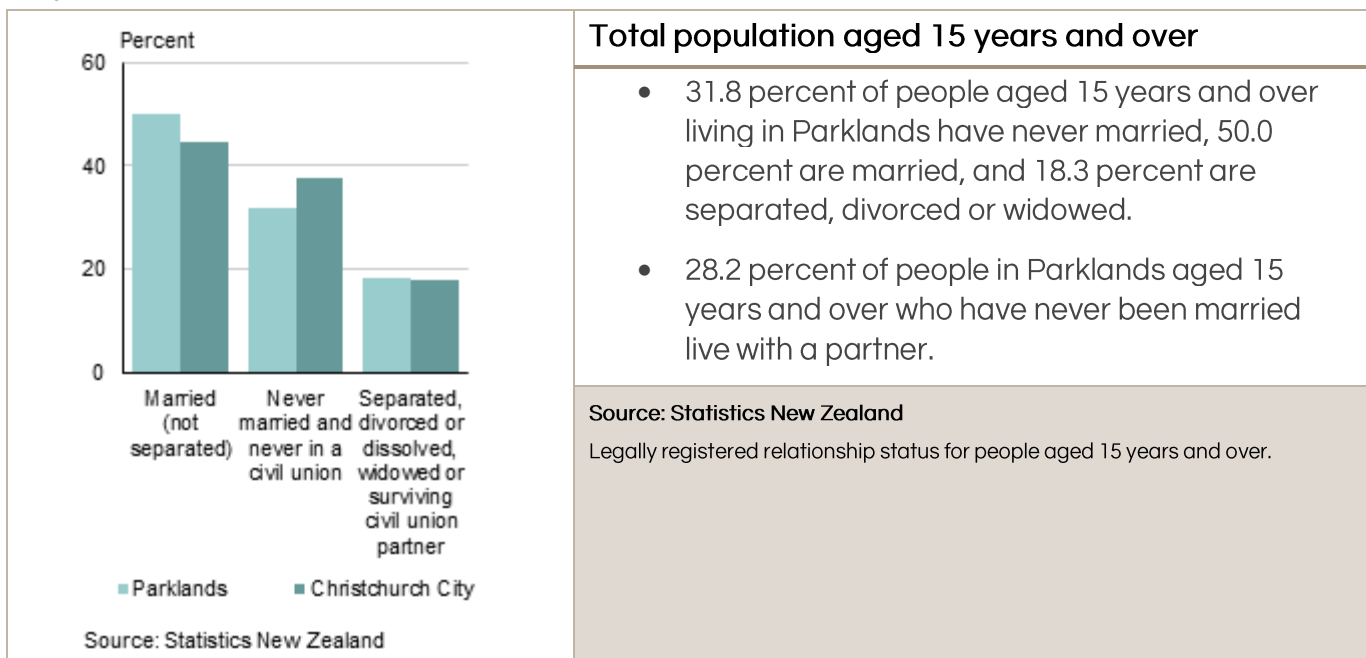 Percent
60
40
20
0
Married
(not
separated)
Never
married and
never in a
civil union
Separated,
divorced or
dissolved,
widowed or
surviving
civil union
partner
Parklands
Christchurch City
Source: Statistics New Zealand
Total population aged 15 years and over
• 31.8 percent of people aged 15 years and over
living in Parklands have never married, 50.0
percent are married, and 18.3 percent are
separated, divorced or widowed.
• 28.2 percent of people in Parklands aged 15
years and over who have never been married
live with a partner.
Source: Statistics New Zealand
Legally registered relationship status for people aged 15 years and over.